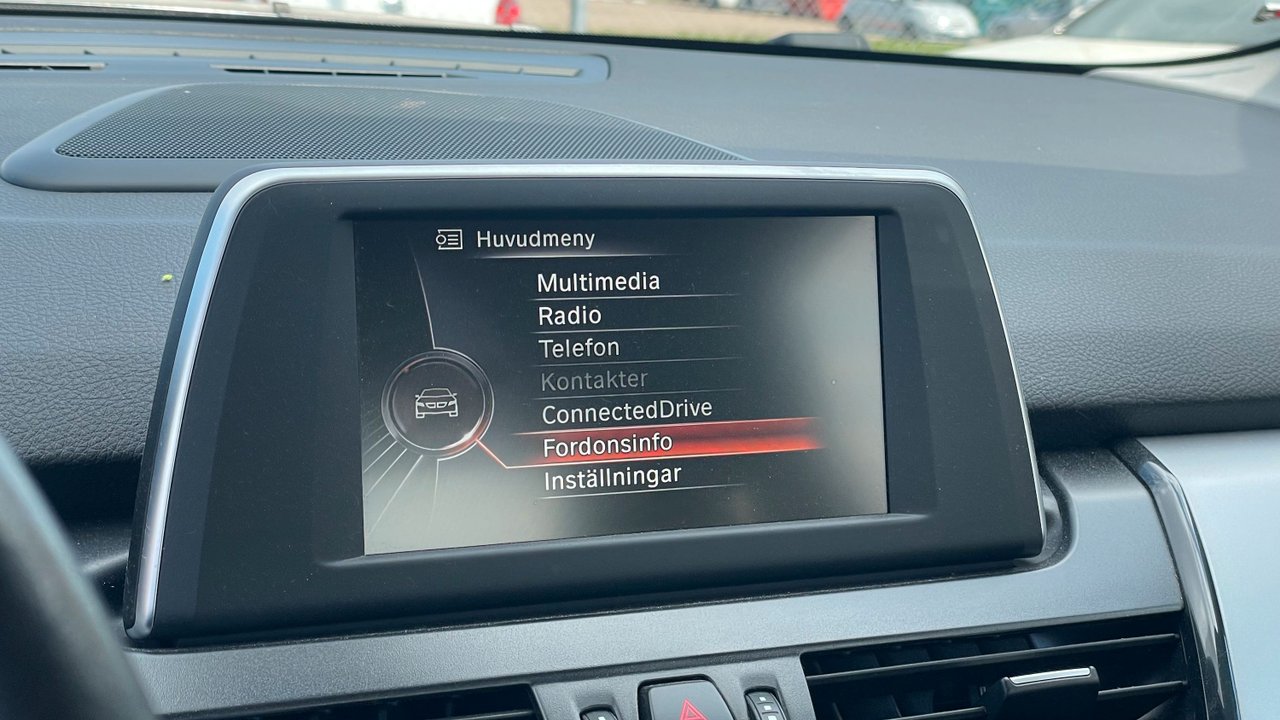 Huvudmeny
Multimedia
Radio
Telefon
Kontakter
ConnectedDrive
Fordonsinfo
Inställningar